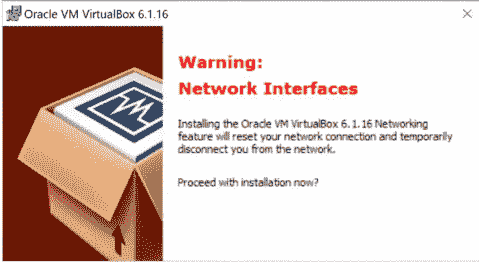 Oracle VM VirtualBox 6.1.16
Warning:
Network Interfaces
Installing the Oracle VM VirtualBox 6.1.16 Networking
feature will reset your network connection and temporarily
disconnect you from the network.
Proceed with installation now?